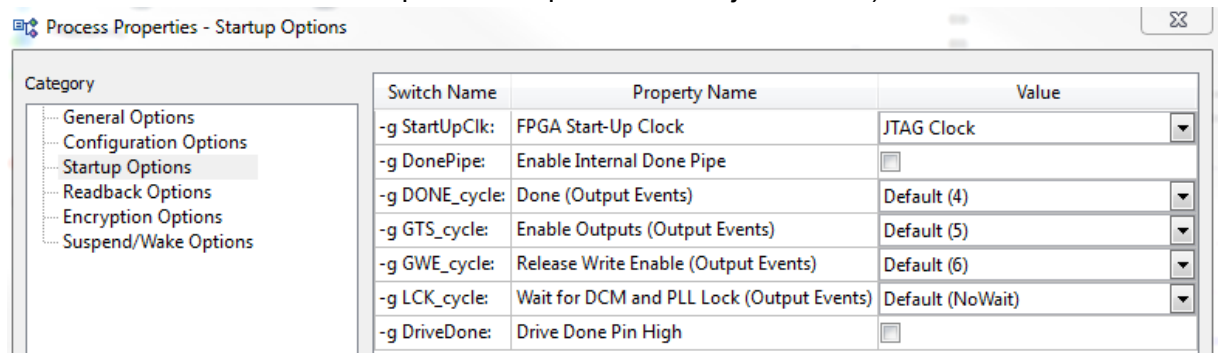 Process Properties - Startup Options
Category
General Options
Configuration Options
Startup Options
Readback Options
Encryption Options
Suspend/Wake Options
Switch Name Property Name Value
-g StartUpClk: FPGA Start-Up Clock JTAG Clock
-g DonePipe: Enable Internal Done Pipe
-g DONE_cycle: Done (Output Events) Default (4)
-g GTS_cycle: Enable Outputs (Output Events) Default (5)
-g GWE_cycle: Release Write Enable (Output Events) Default (6)
-g LCK_cycle: Wait for DCM and PLL Lock (Output Events) Default (NoWait)
-g DriveDone: Drive Done Pin High